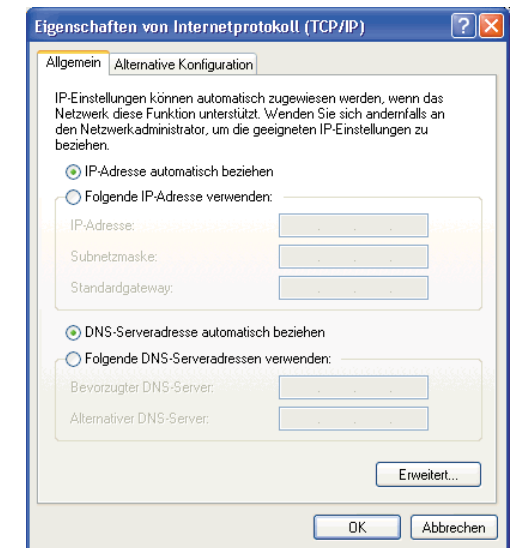 Eigenschaften von Internetprotokoll (TCP/IP)
Allgemein
Alternative Konfiguration
IP-Einstellungen können automatisch zugewiesen werden, wenn das
Netzwerk diese Funktion unterstützt. Wenden Sie sich andernfalls an
den Netzwerkadministrator, um die geeigneten IP-Einstellungen zu
beziehen.
IP-Adresse automatisch beziehen
Folgende IP-Adresse verwenden:
IP-Adresse:
Subnetzmaske:
Standardgateway:
DNS-Serveradresse automatisch beziehen
Folgende DNS-Serveradressen verwenden:
Bevorzugter DNS-Server:
Alternativer DNS-Server:
Erweitert...
OK
Abbrechen